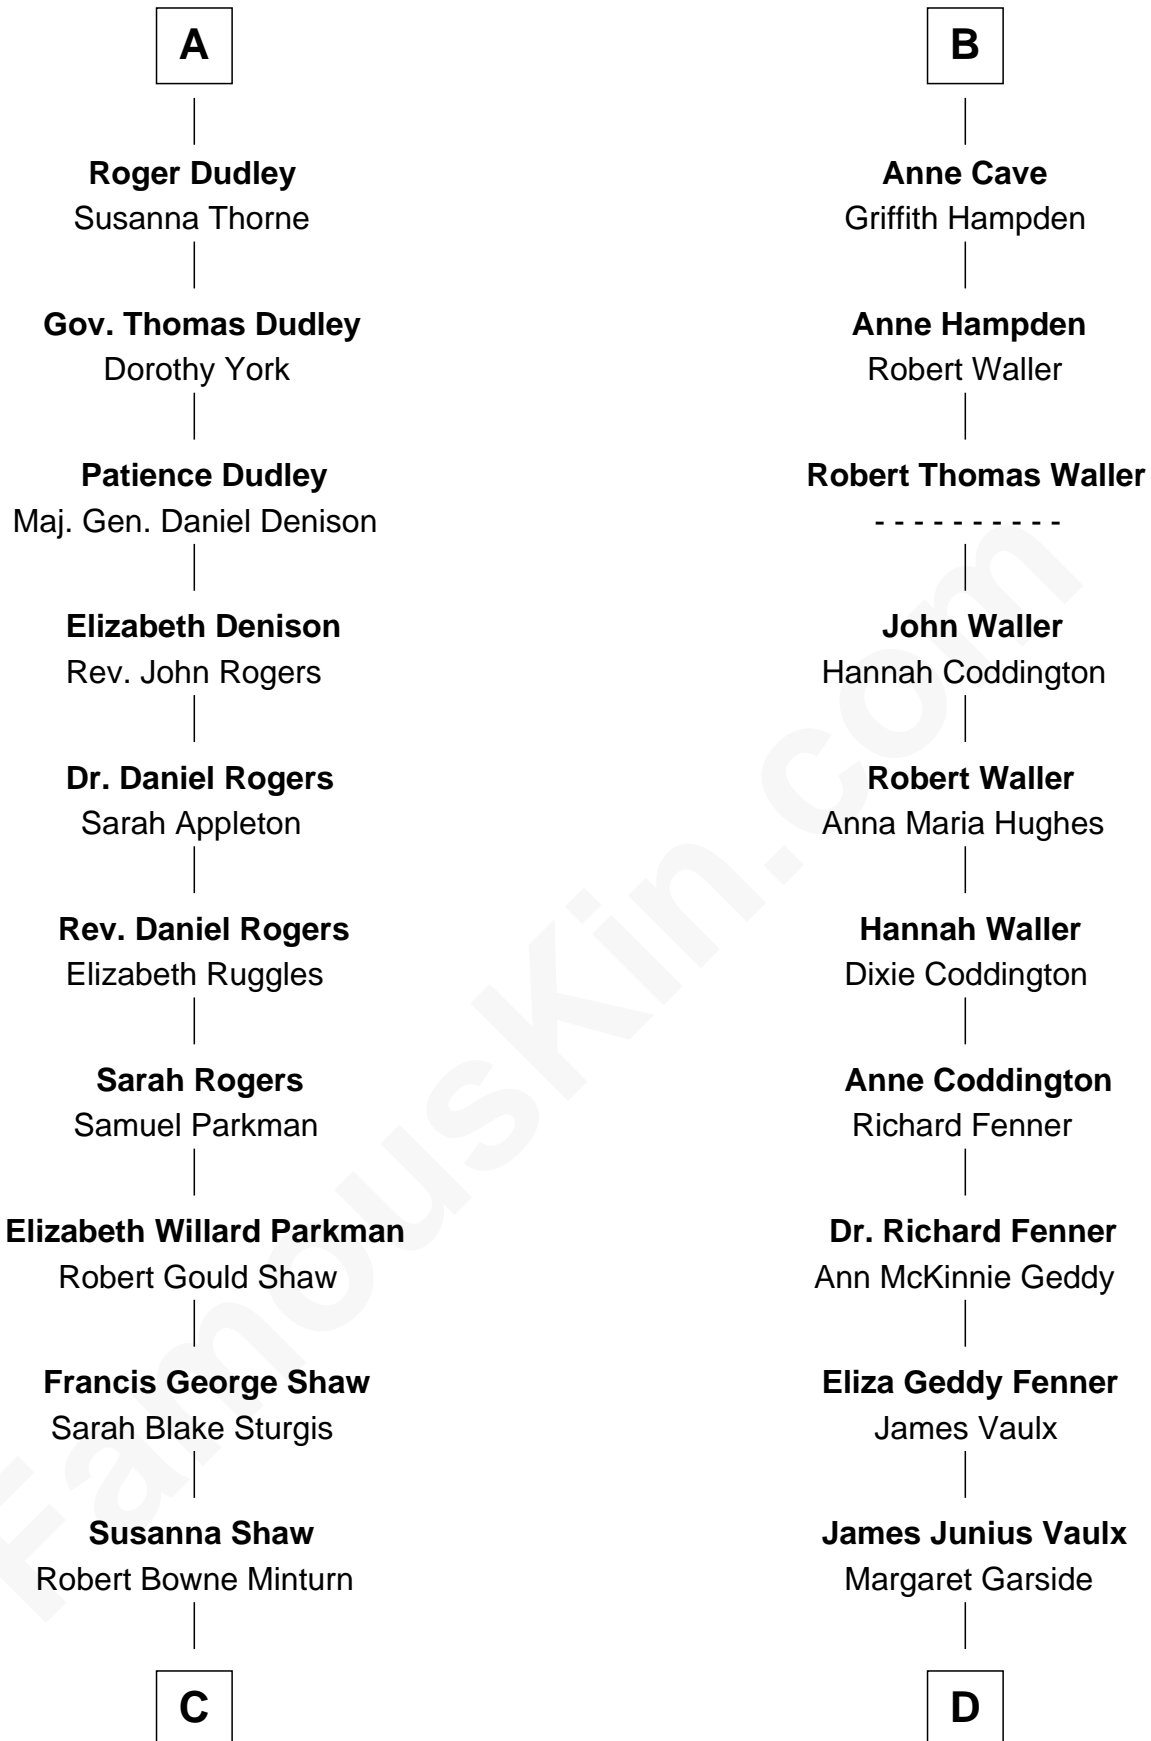 A
Roger Dudley
Susanna Thorne
Gov. Thomas Dudley
Dorothy York
Patience Dudley
Maj. Gen. Daniel Denison
Elizabeth Denison
Rev. John Rogers
Dr. Daniel Rogers
Sarah Appleton
Rev. Daniel Rogers
Elizabeth Ruggles
Sarah Rogers
Samuel Parkman
Elizabeth Willard Parkman
Robert Gould Shaw
Francis George Shaw
Sarah Blake Sturgis
Susanna Shaw
Robert Bowne Minturn
C
B
Anne Cave
Griffith Hampden
Anne Hampden
Robert Waller
Robert Thomas Waller
- - - - - - - - - -
John Waller
Hannah Coddington
Robert Waller
Anna Maria Hughes
Hannah Waller
Dixie Coddington
Anne Coddington
Richard Fenner
Dr. Richard Fenner
Ann McKinnie Geddy
Eliza Geddy Fenner
James Vaulx
James Junius Vaulx
Margaret Garside
D
FamousKin.com